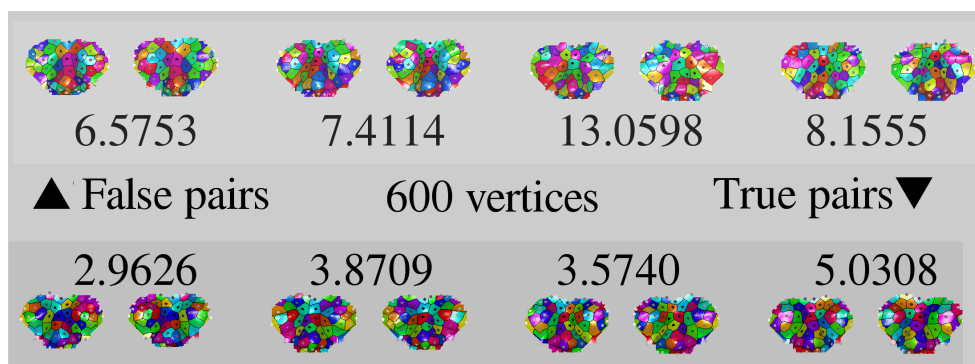 6.5753 7.4114 13.0598 8.1555
▲ False pairs 600 vertices True pairs▼
2.9626 3.8709 3.5740 5.0308